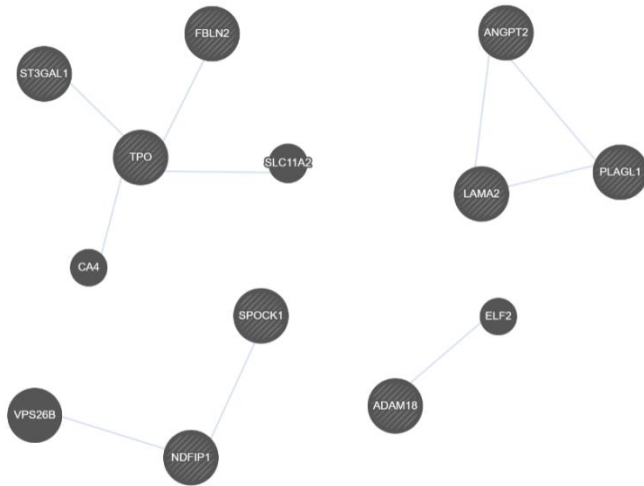 FBLN2
ANGPT2
ST3GAL1
TPO
SLC11A2
PLAGL1
LAMA2
CA4
SPOCK1
ELF2
ADAM18
VPS26B
NDFIP1